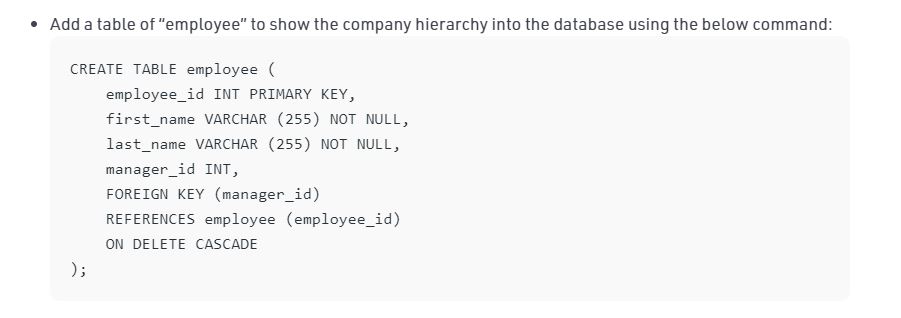 • Add a table of “employee” to show the company hierarchy into the database using the below command:
CREATE TABLE employee (
    employee_id INT PRIMARY KEY,
    first_name VARCHAR (255) NOT NULL,
    last_name VARCHAR (255) NOT NULL,
    manager_id INT,
    FOREIGN KEY (manager_id)
    REFERENCES employee (employee_id)
    ON DELETE CASCADE
);